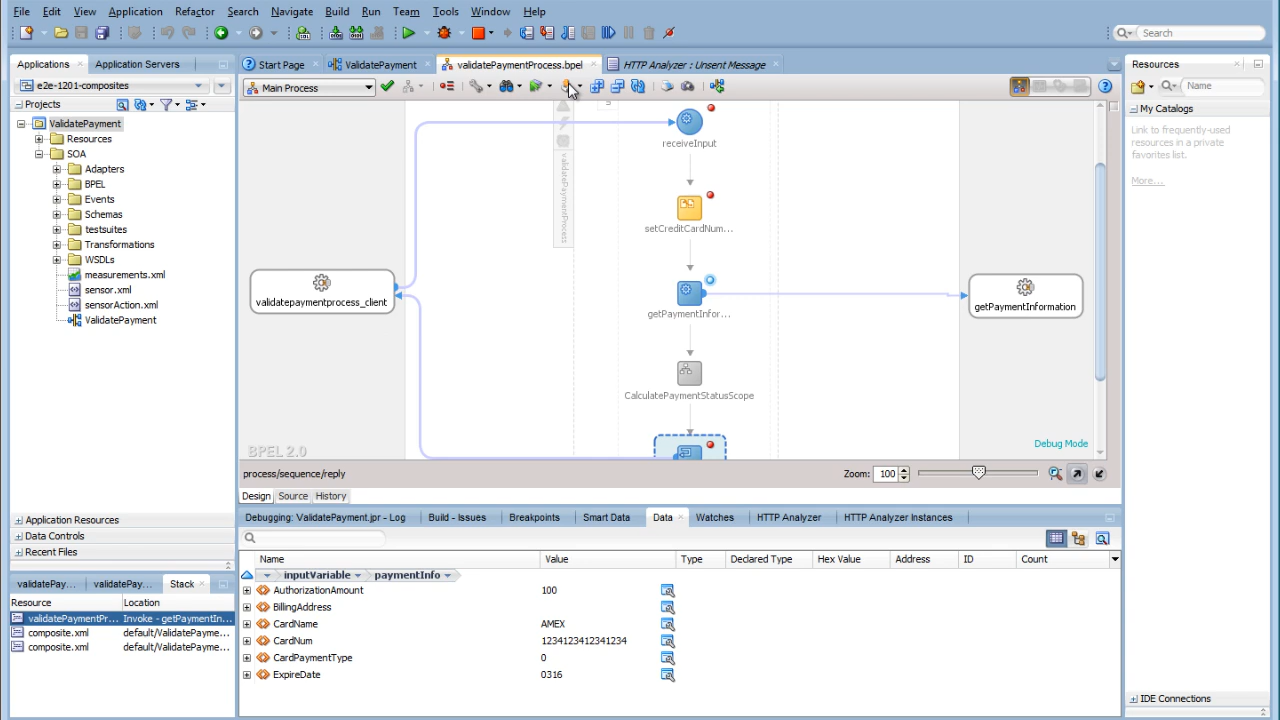 File Edit View Application Refactor Search Navigate Build Run Team Tools Window Help
Search
Applications Application Servers
Start Page ValidatePayment validatePaymentProcess.bpel HTTP Analyzer : Unsent Message
Resources
e2e-1201-composites
Main Process
Name
Projects
My Catalogs
ValidatePayment
Resources
SOA
Adapters
BPEL
Events
Schemas
testsuites
Transformations
WSDLs
measurements.xml
sensor.xml
sensorAction.xml
ValidatePayment
Link to frequently-used
resources in a private
favorites list.
More...
validatePaymentProcess
receiveInput
setCreditCardNum...
validatepaymentprocess_client
getPaymentInfor...
getPaymentInformation
CalculatePaymentStatusScope
BPEL 2.0
Debug Mode
process/sequence/reply
Zoom: 100
Design Source History
Application Resources
Data Controls
Recent Files
Debugging: ValidatePayment.jpr - Log Build - Issues Breakpoints Smart Data Data Watches HTTP Analyzer HTTP Analyzer Instances
Name Value Type Declared Type Hex Value Address ID Count
inputVariable paymentInfo
AuthorizationAmount 100
BillingAddress
CardName AMEX
CardNum 1234123412341234
CardPaymentType 0
ExpireDate 0316
validatePay... validatePay... Stack
Resource Location
validatePaymentPr... Invoke - getPaymentIn...
composite.xml default/ValidatePayme...
composite.xml default/ValidatePayme...
IDE Connections